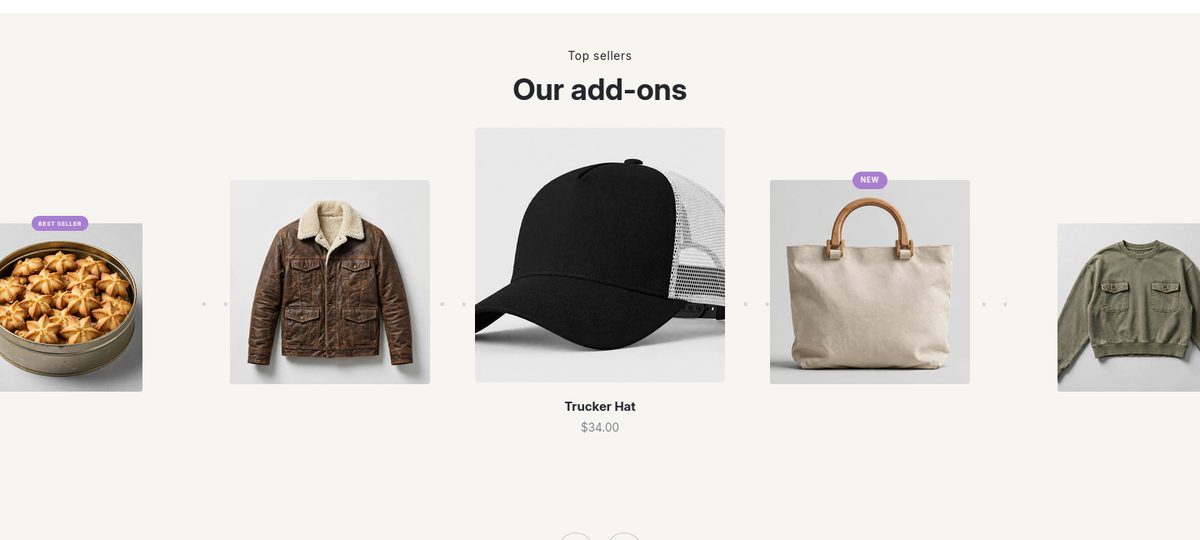 Top sellers
Our add-ons
BEST SELLER
NEW
Trucker Hat
$34.00